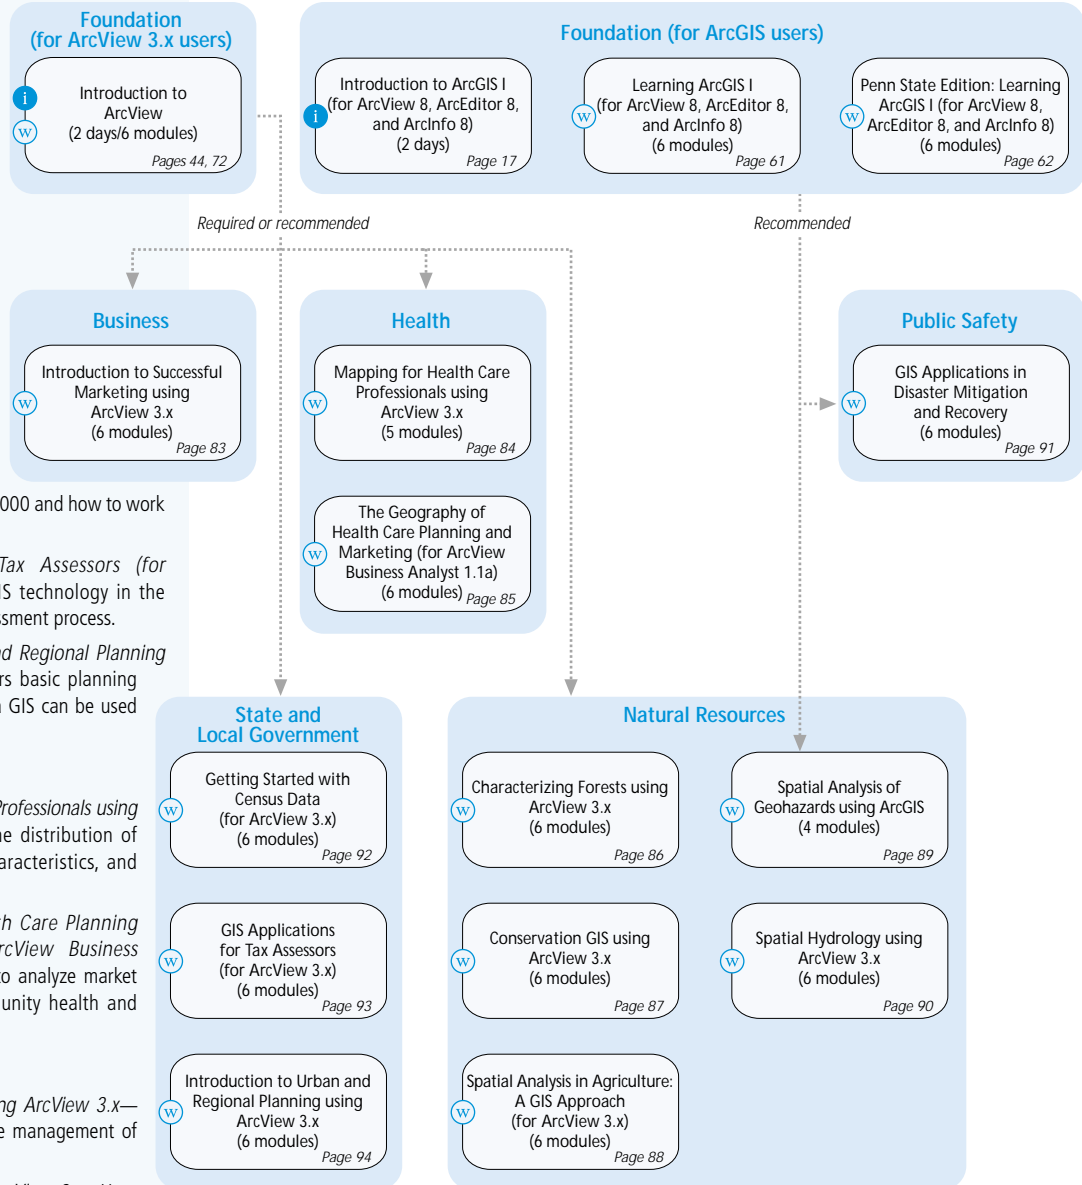 Foundation
(for ArcView 3.x users)
i
w
Introduction to
ArcView
(2 days/6 modules)
Pages 44, 72
Foundation (for ArcGIS users)
i
Introduction to ArcGIS I
(for ArcView 8, ArcEditor 8,
and ArcInfo 8)
(2 days)
Page 17
w
Learning ArcGIS I
(for ArcView 8, ArcEditor 8,
and ArcInfo 8)
(6 modules)
Page 61
w
Penn State Edition: Learning
ArcGIS I (for ArcView 8,
ArcEditor 8, and ArcInfo 8)
(6 modules)
Page 62
Required or recommended
Recommended
Business
w
Introduction to Successful
Marketing using
ArcView 3.x
(6 modules)
Page 83
Health
w
Mapping for Health Care
Professionals using
ArcView 3.x
(5 modules)
Page 84
w
The Geography of
Health Care Planning and
Marketing (for ArcView
Business Analyst 1.1a)
(6 modules)
Page 85
Public Safety
w
GIS Applications in
Disaster Mitigation
and Recovery
(6 modules)
Page 91
000 and how to work
Tax Assessors (for
IS technology in the
ssment process.
nd Regional Planning
rs basic planning
a GIS can be used
Professionals using
he distribution of
haracteristics, and
th Care Planning
rcView Business
to analyze market
unity health and
ng ArcView 3.x—
e management of
State and
Local Government
w
Getting Started with
Census Data
(for ArcView 3.x)
(6 modules)
Page 92
w
GIS Applications
for Tax Assessors
(for ArcView 3.x)
(6 modules)
Page 93
w
Introduction to Urban and
Regional Planning using
ArcView 3.x
(6 modules)
Page 94
Natural Resources
w
Characterizing Forests using
ArcView 3.x
(6 modules)
Page 86
w
Spatial Analysis of
Geohazards using ArcGIS
(4 modules)
Page 89
w
Conservation GIS using
ArcView 3.x
(6 modules)
Page 87
w
Spatial Hydrology using
ArcView 3.x
(6 modules)
Page 90
w
Spatial Analysis in Agriculture:
A GIS Approach
(for ArcView 3.x)
(6 modules)
Page 88